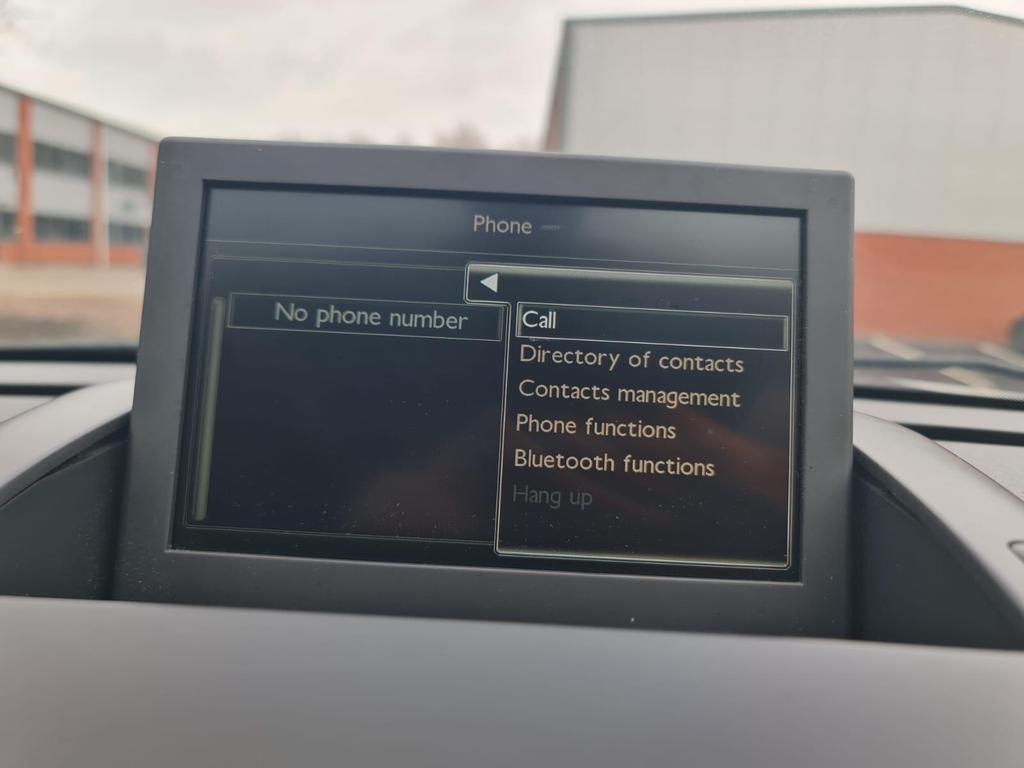 Phone
No phone number
Call
Directory of contacts
Contacts management
Phone functions
Bluetooth functions
Hang up